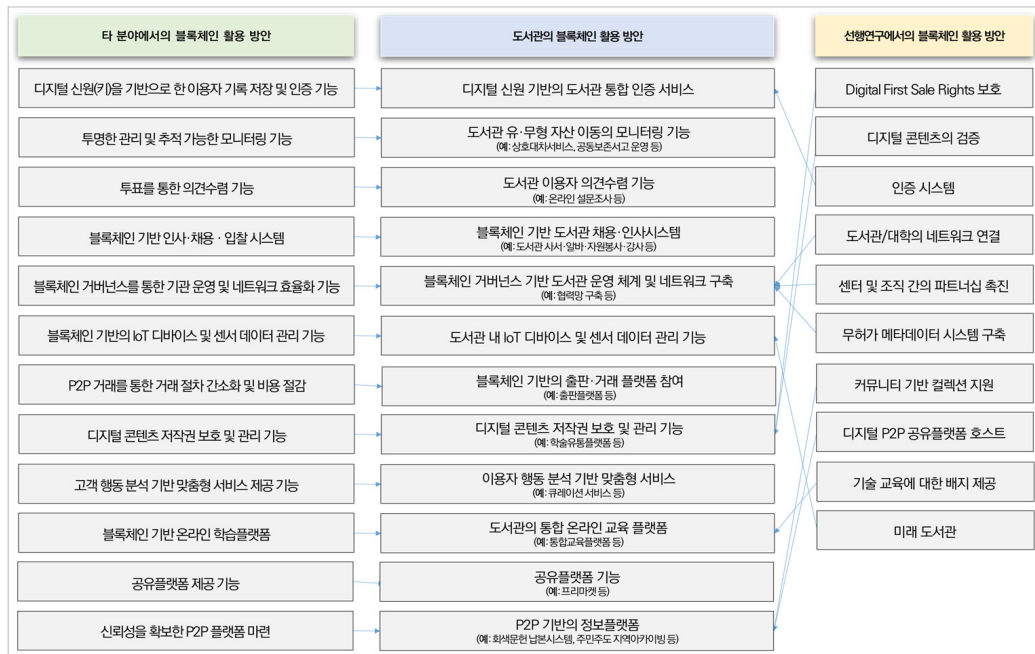 타 분야에서의 블록체인 활용 방안
디지털 신원(키)을 기반으로 한 이용자 기록 저장 및 인증 기능
투명한 관리 및 추적 가능한 모니터링 기능
투표를 통한 의견수렴 기능
블록체인 기반 인사·채용·입찰 시스템
블록체인 거버넌스를 통한 기관 운영 및 네트워크 효율화 기능
블록체인 기반의 IoT 디바이스 및 센서 데이터 관리 기능
P2P 거래를 통한 거래 절차 간소화 및 비용 절감
디지털 콘텐츠 저작권 보호 및 관리 기능
고객 행동 분석 기반 맞춤형 서비스 제공 기능
블록체인 기반 온라인 학습플랫폼
공유플랫폼 제공 기능
신뢰성을 확보한 P2P 플랫폼 마련
도서관의 블록체인 활용 방안
디지털 신원 기반의 도서관 통합 인증 서비스
도서관 유·무형 자산 이동의 모니터링 기능
(예: 상호대차서비스, 공동보존서고 운영 등)
도서관 이용자 의견수렴 기능
(예: 온라인 설문조사 등)
블록체인 기반 도서관 채용·인사시스템
(예: 도서관 사서·알바·자원봉사·강사 등)
블록체인 거버넌스 기반 도서관 운영 체계 및 네트워크 구축
(예: 협력망 구축 등)
도서관 내 IoT 디바이스 및 센서 데이터 관리 기능
블록체인 기반의 출판·거래 플랫폼 참여
(예: 출판플랫폼 등)
디지털 콘텐츠 저작권 보호 및 관리 기능
(예: 학술유통플랫폼 등)
이용자 행동 분석 기반 맞춤형 서비스
(예: 큐레이션 서비스 등)
도서관의 통합 온라인 교육 플랫폼
(예: 통합교육플랫폼 등)
공유플랫폼 기능
(예: 프리마켓 등)
P2P 기반의 정보플랫폼
(예: 회색문헌 납본시스템, 주민주도 지역아카이빙 등)
선행연구에서의 블록체인 활용 방안
Digital First Sale Rights 보호
디지털 콘텐츠의 검증
인증 시스템
도서관/대학의 네트워크 연결
센터 및 조직 간의 파트너십 촉진
무허가 메타데이터 시스템 구축
커뮤니티 기반 컬렉션 지원
디지털 P2P 공유플랫폼 호스트
기술 교육에 대한 배지 제공
미래 도서관